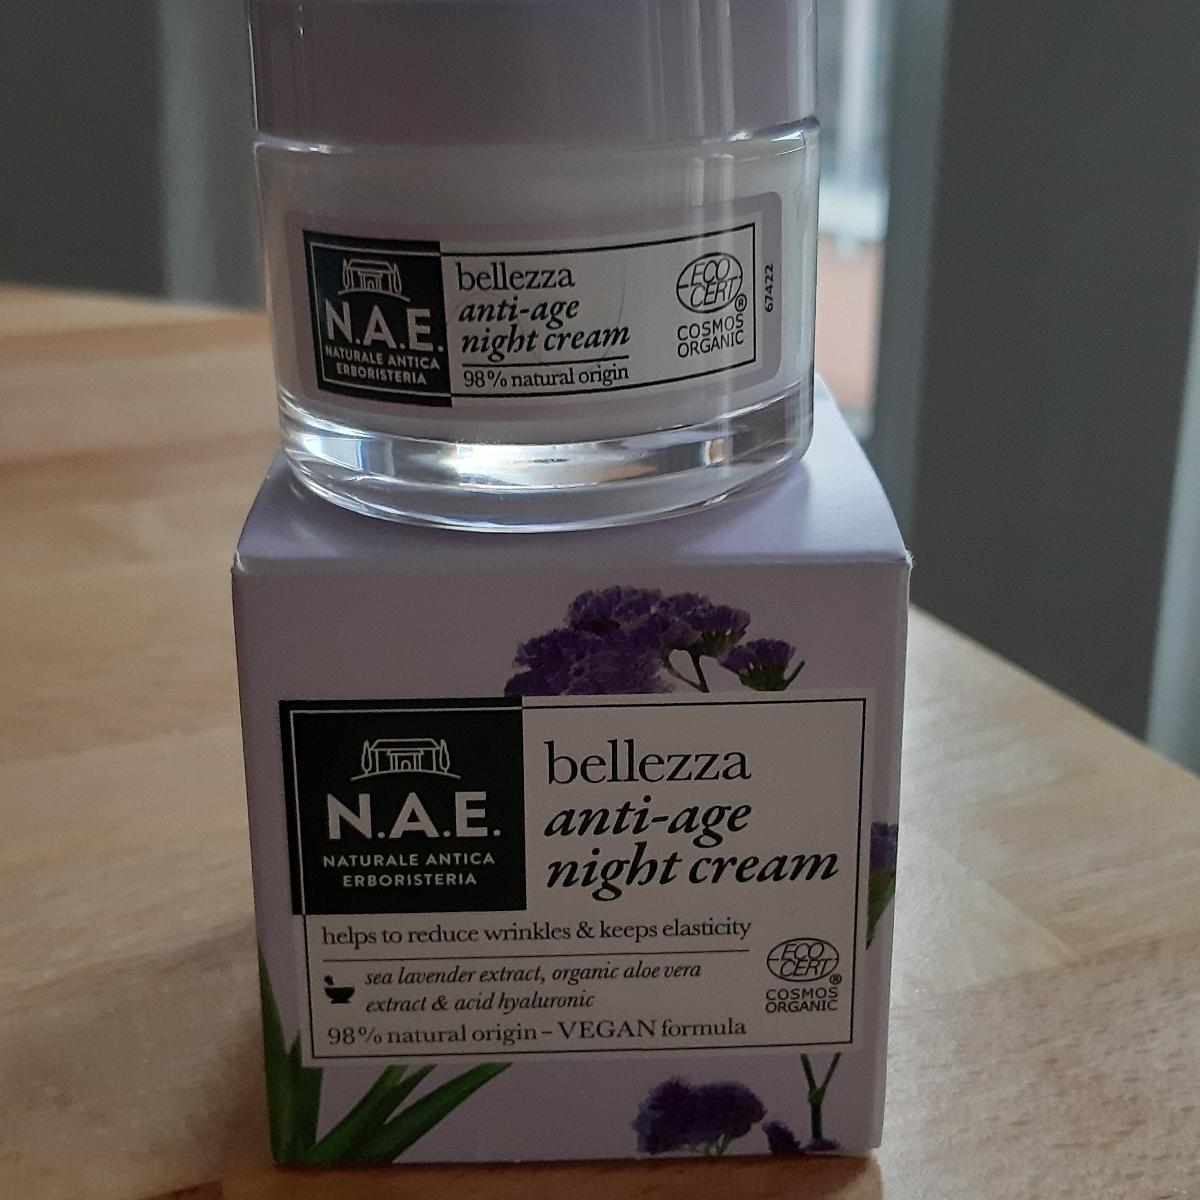 N.A.E.
NATURALE ANTICA
ERBORISTERIA
bellezza
anti-age
night cream
98% natural origin
ECO
CERT®
COSMOS
ORGANIC
67422
N.A.E.
NATURALE ANTICA
ERBORISTERIA
bellezza
anti-age
night cream
helps to reduce wrinkles & keeps elasticity
sea lavender extract, organic aloe vera
extract & acid hyaluronic
98% natural origin – VEGAN formula
ECO
CERT®
COSMOS
ORGANIC